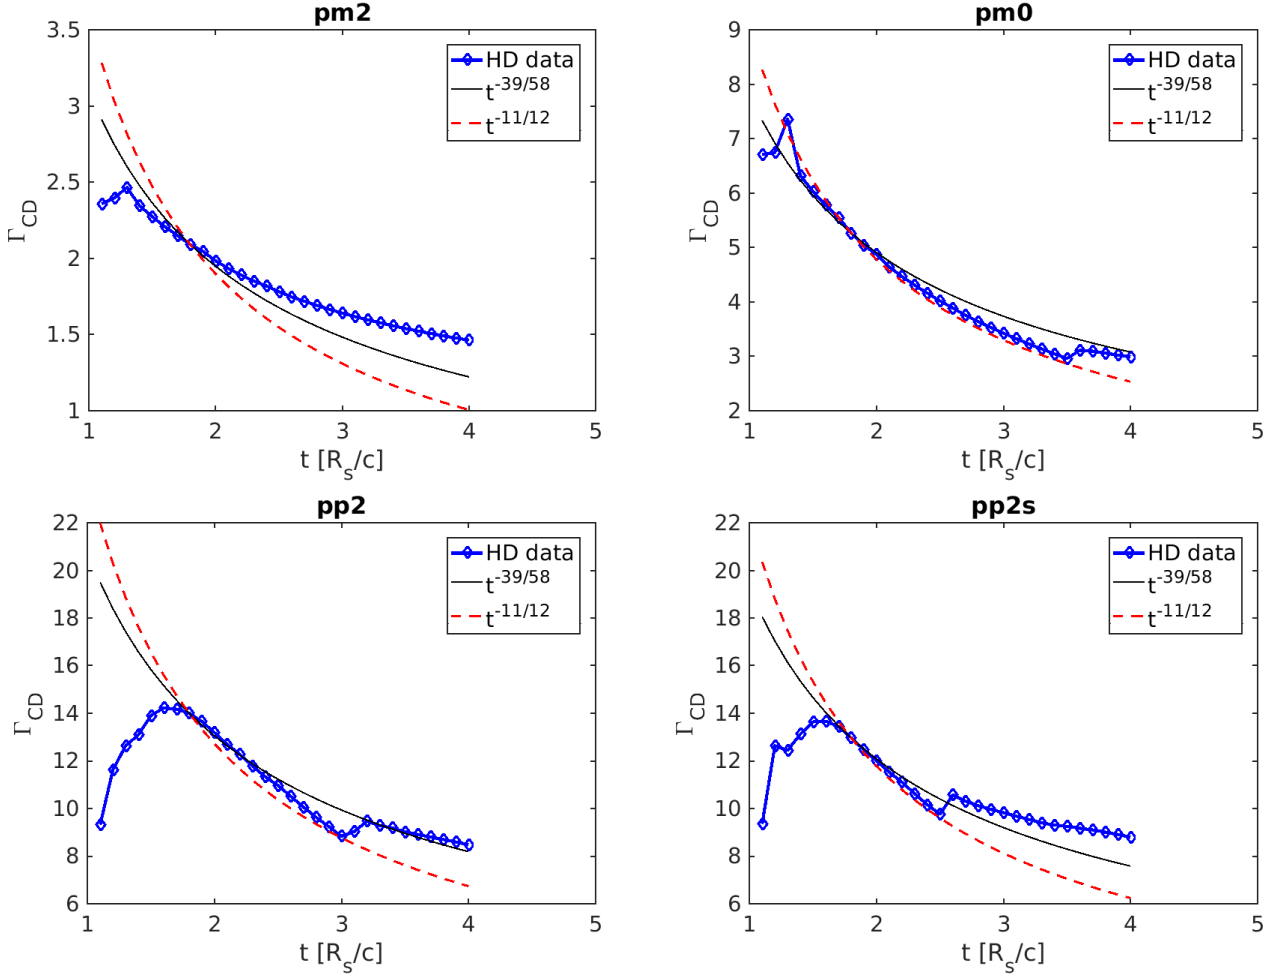 pm2
3.5
3
2.5
2
1.5
1
Γ_CD
1 2 3 4 5
t [R_s/c]
HD data
t^-39/58
t^-11/12
pm0
9
8
7
6
5
4
3
2
Γ_CD
1 2 3 4 5
t [R_s/c]
HD data
t^-39/58
t^-11/12
pp2
22
20
18
16
14
12
10
8
6
Γ_CD
1 2 3 4 5
t [R_s/c]
HD data
t^-39/58
t^-11/12
pp2s
22
20
18
16
14
12
10
8
6
Γ_CD
1 2 3 4 5
t [R_s/c]
HD data
t^-39/58
t^-11/12